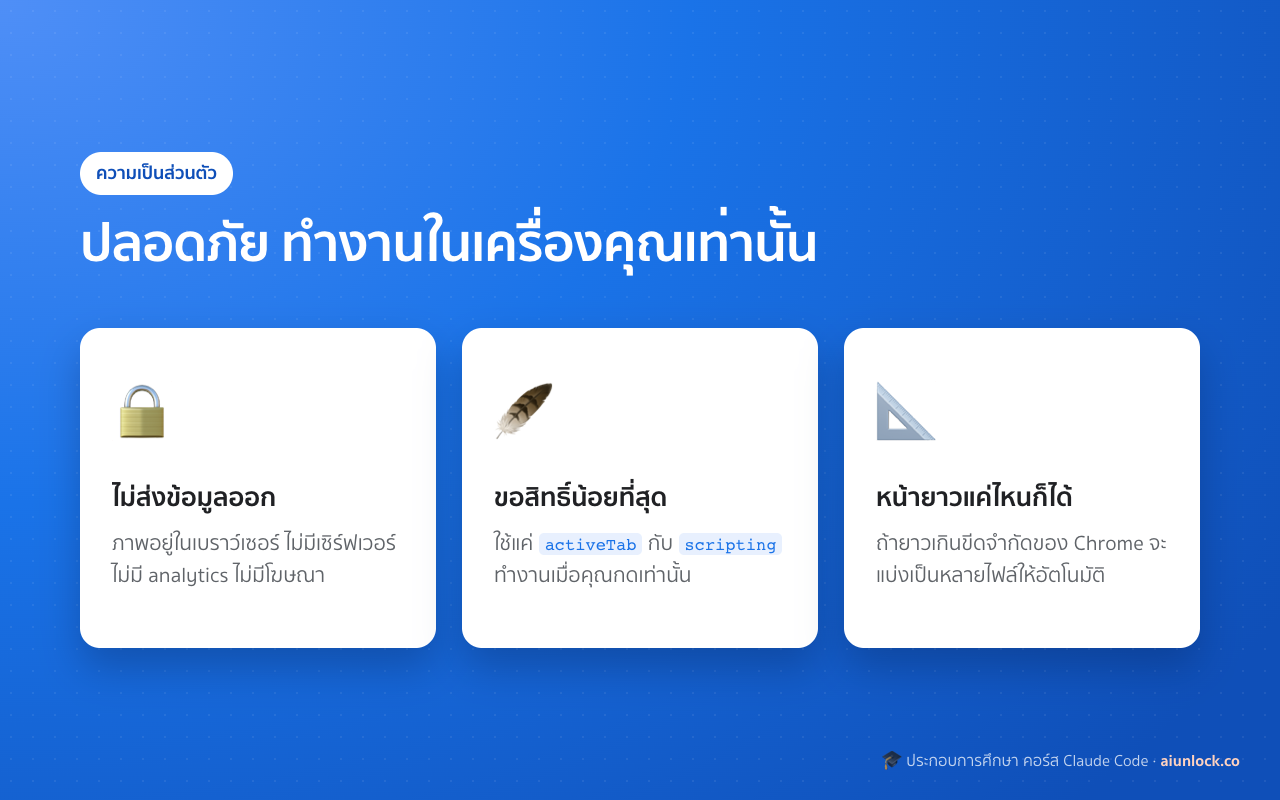 ความเป็นส่วนตัว
ปลอดภัย ทำงานในเครื่องคุณเท่านั้น
ไม่ส่งข้อมูลออก
ภาพอยู่ในเบราว์เซอร์ ไม่มีเซิร์ฟเวอร์
ไม่มี analytics ไม่มีโฆษณา
ขอสิทธิ์น้อยที่สุด
ใช้แค่ activeTab กับ scripting
ทำงานเมื่อคุณกดเท่านั้น
หน้ายาวแค่ไหนก็ได้
ถ้ายาวเกินขีดจำกัดของ Chrome จะ
แบ่งเป็นหลายไฟล์ให้อัตโนมัติ
ประกอบการศึกษา คอร์ส Claude Code · aiunlock.co